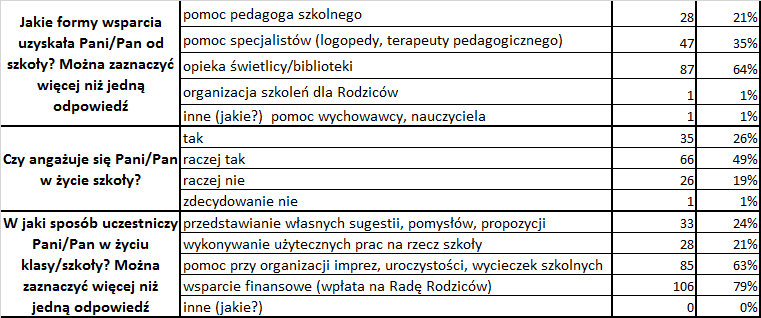 Jakie formy wsparcia
uzyskała Pani/Pan od
szkoły? Można zaznaczyć
więcej niż jedną
odpowiedź
pomoc pedagoga szkolnego 28 21%
pomoc specjalistów (logopedy, terapeuty pedagogicznego) 47 35%
opieka świetlicy/biblioteki 87 64%
organizacja szkoleń dla Rodziców 1 1%
inne (jakie?)  pomoc wychowawcy, nauczyciela 1 1%
Czy angażuje się Pani/Pan
w życie szkoły?
tak 35 26%
raczej tak 66 49%
raczej nie 26 19%
zdecydowanie nie 1 1%
W jaki sposób uczestniczy
Pani/Pan w życiu
klasy/szkoły? Można
zaznaczyć więcej niż
jedną odpowiedź
przedstawianie własnych sugestii, pomysłów, propozycji 33 24%
wykonywanie użytecznych prac na rzecz szkoły 28 21%
pomoc przy organizacji imprez, uroczystości, wycieczek szkolnych 85 63%
wsparcie finansowe (wpłata na Radę Rodziców) 106 79%
inne (jakie?) 0 0%